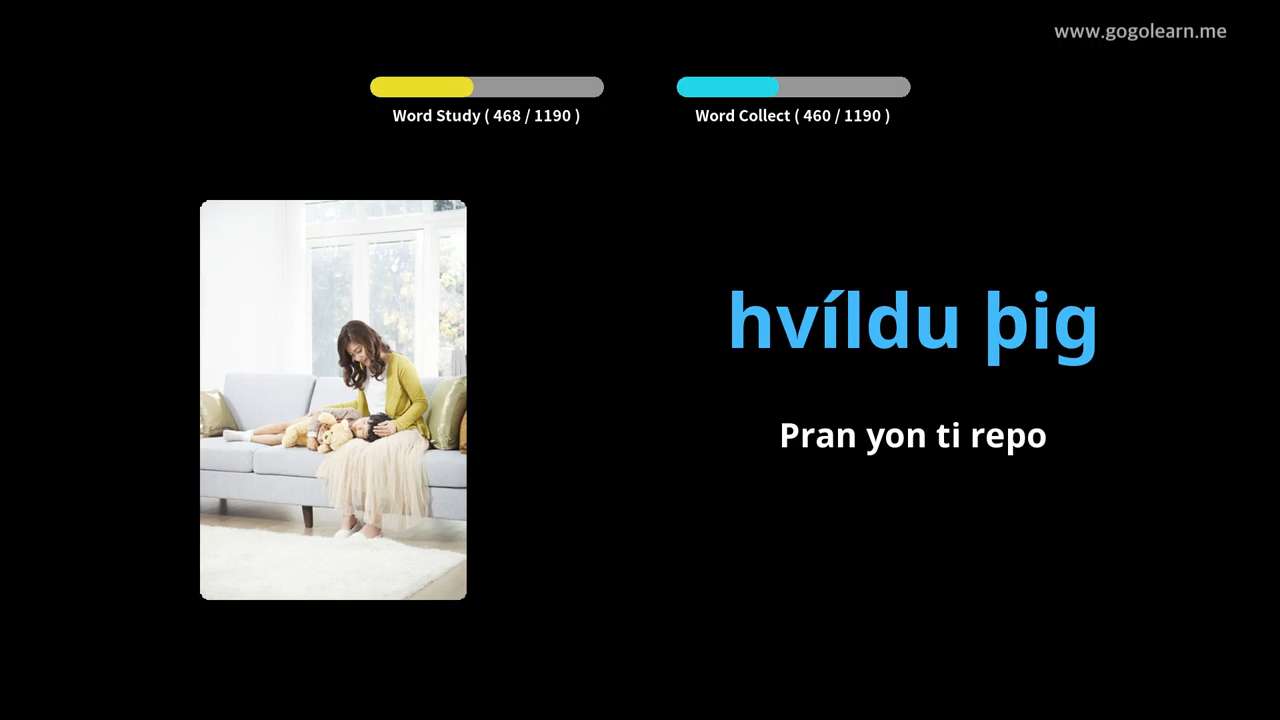 www.gogolearn.me
Word Study ( 468 / 1190 )
Word Collect ( 460 / 1190 )
hvíldu þig
Pran yon ti repo